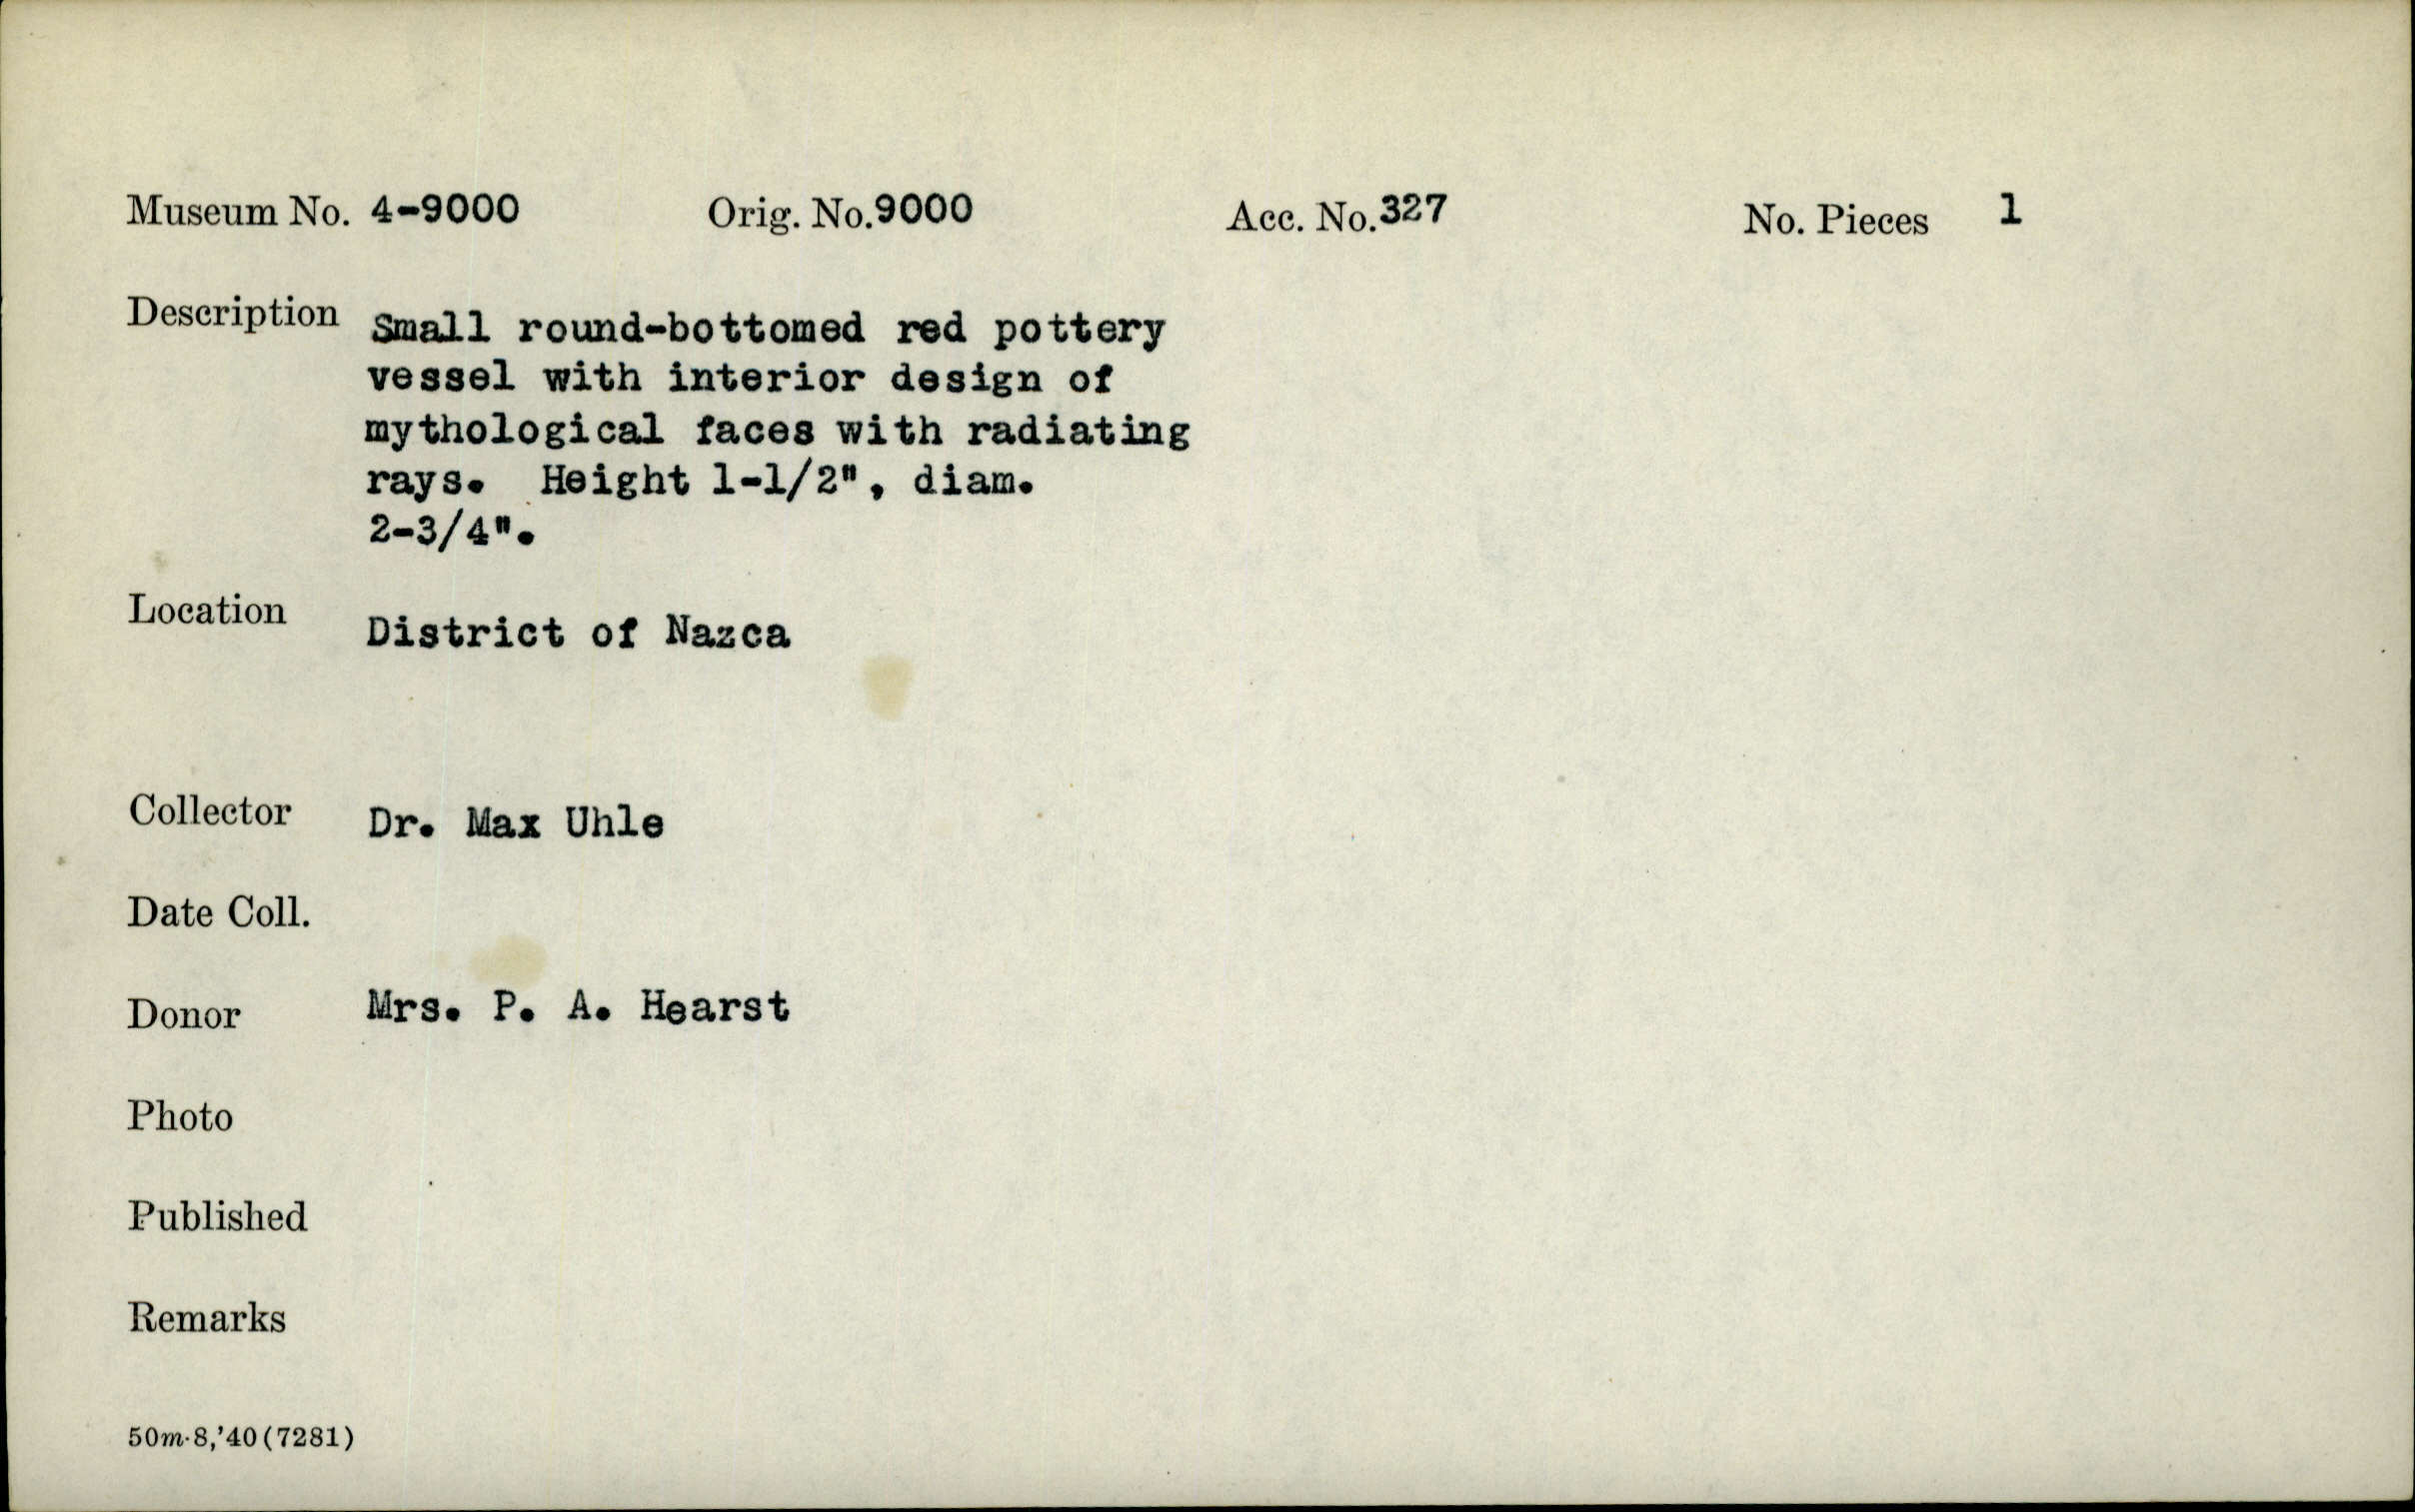 Museum No. 4-9000 Orig. No. 9000 Acc. No. 327 No. Pieces 1
Description Small round-bottomed red pottery
vessel with interior design of
mythological faces with radiating
rays. Height 1-1/2", diam.
2-3/4".
Location District of Nazca
Collector Dr. Max Uhle
Date Coll.
Donor Mrs. P. A. Hearst
Photo
Published
Remarks
50m·8,'40(7281)